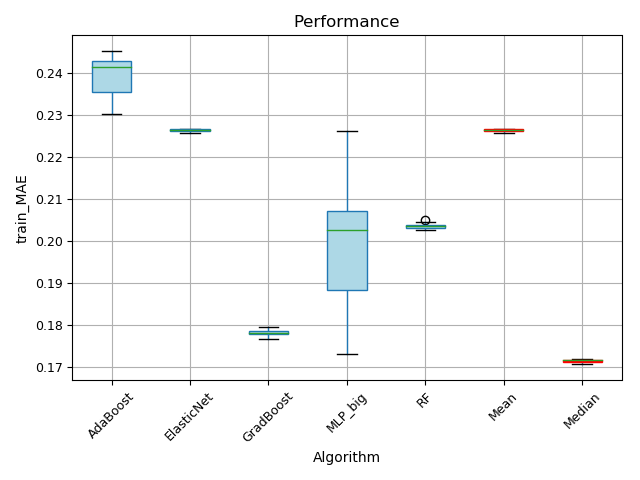 Performance
train_MAE
0.24
0.23
0.22
0.21
0.20
0.19
0.18
0.17
AdaBoost
ElasticNet
GradBoost
MLP_big
RF
Mean
Median
Algorithm